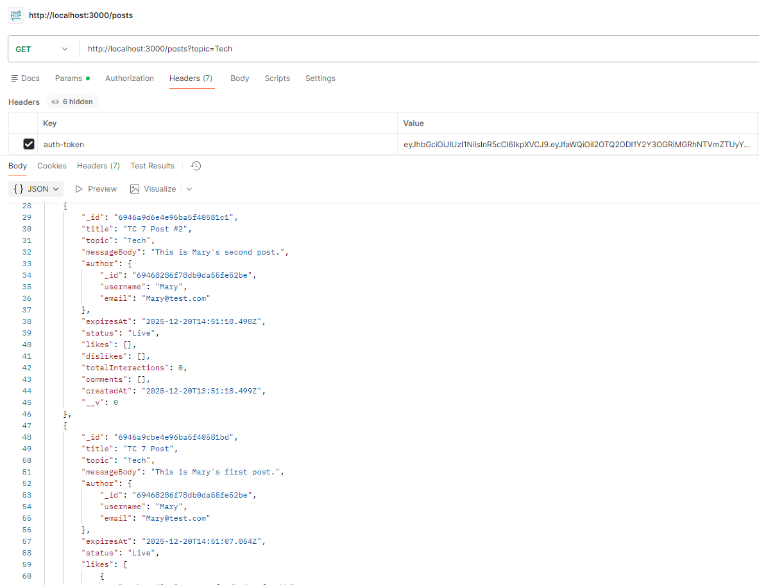 http://localhost:3000/posts
GET http://localhost:3000/posts?topic=Tech
Docs Params Authorization Headers (7) Body Scripts Settings
Headers 6 hidden
Key Value
auth-token
Body Cookies Headers (7) Test Results
{} JSON Preview Visualize
28 {
29 "_id": "6946a9d6e4e96ba5f40581c1",
30 "title": "TC 7 Post #2",
31 "topic": "Tech",
32 "messageBody": "This is Mary's second post.",
33 "author": {
34 "_id": "69468286f78db0da55fe52be",
35 "username": "Mary",
36 "email": "Mary@test.com"
37 },
38 "expiresAt": "2025-12-20T14:51:18.498Z",
39 "status": "Live",
40 "likes": [],
41 "dislikes": [],
42 "totalInteractions": 0,
43 "comments": [],
44 "createdAt": "2025-12-20T13:51:18.499Z",
45 "__v": 0
46 },
47 {
48 "_id": "6946a9cbe4e96ba5f40581bd",
49 "title": "TC 7 Post",
50 "topic": "Tech",
51 "messageBody": "This is Mary's first post.",
52 "author": {
53 "_id": "69468286f78db0da55fe52be",
54 "username": "Mary",
55 "email": "Mary@test.com"
56 },
57 "expiresAt": "2025-12-20T14:51:07.054Z",
58 "status": "Live",
59 "likes": [
60 {